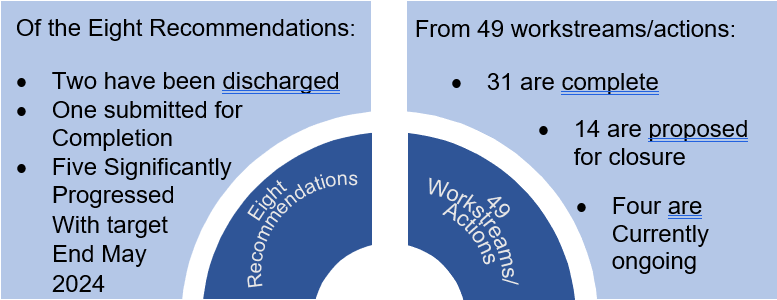 Of the Eight Recommendations:
• Two have been discharged
• One submitted for
Completion
• Five Significantly
Progressed
With target
End May
2024
Eight
Recommendations
From 49 workstreams/actions:
• 31 are complete
• 14 are proposed
for closure
• Four are
Currently
ongoing
49
Workstreams/
Actions